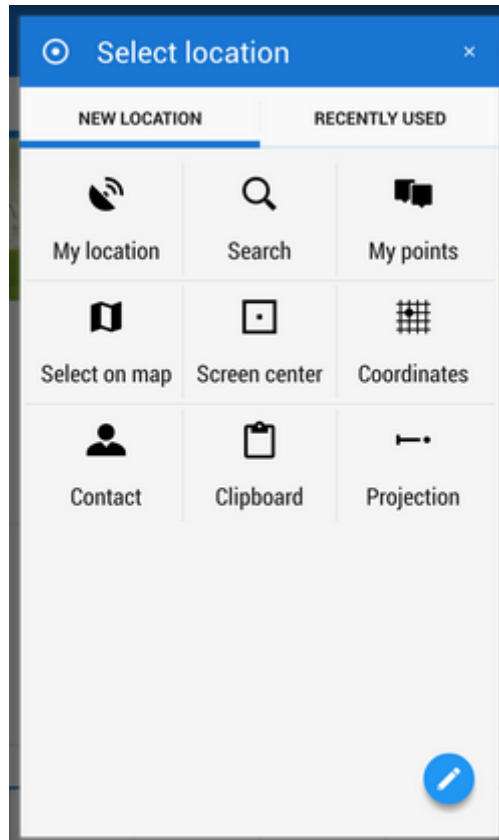 Select location
NEW LOCATION RECENTLY USED
My location Search My points
Select on map Screen center Coordinates
Contact Clipboard Projection